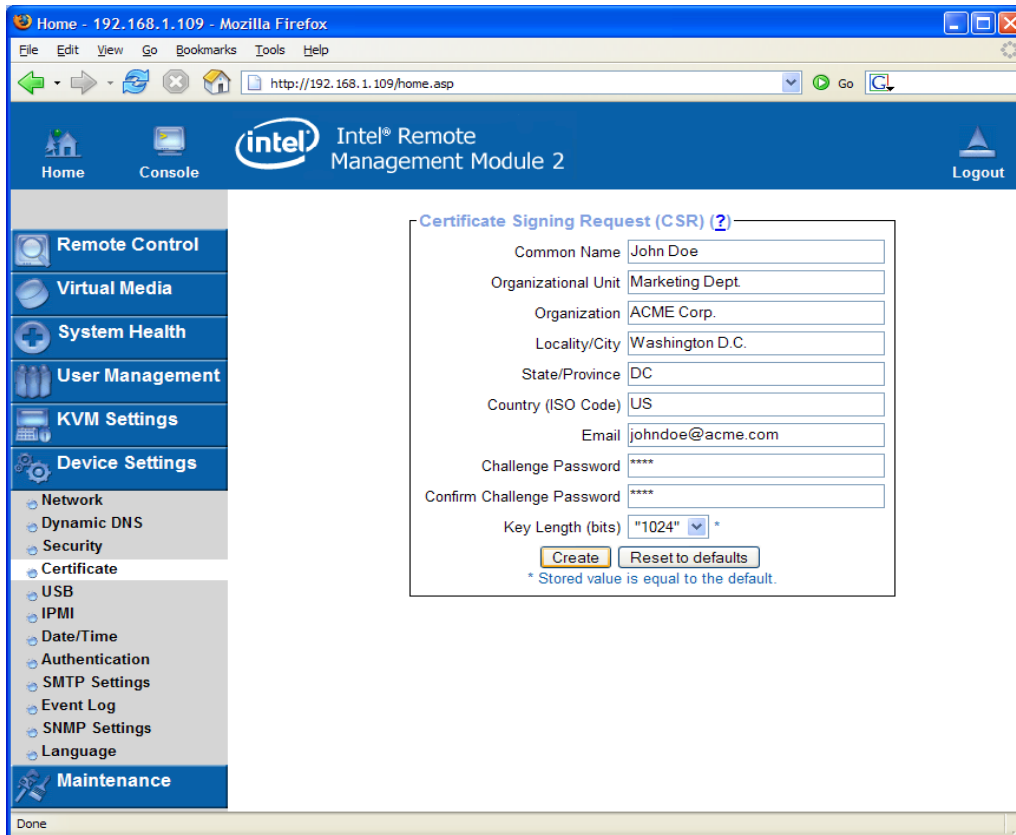 Home - 192.168.1.109 - Mozilla Firefox
File Edit View Go Bookmarks Tools Help
http://192.168.1.109/home.asp Go G
Home
Console
intel
Intel® Remote
Management Module 2
Logout
Remote Control
Virtual Media
System Health
User Management
KVM Settings
Device Settings
Network
Dynamic DNS
Security
Certificate
USB
IPMI
Date/Time
Authentication
SMTP Settings
Event Log
SNMP Settings
Language
Maintenance
Certificate Signing Request (CSR) (?)
Common Name John Doe
Organizational Unit Marketing Dept.
Organization ACME Corp.
Locality/City Washington D.C.
State/Province DC
Country (ISO Code) US
Email johndoe@acme.com
Challenge Password ****
Confirm Challenge Password ****
Key Length (bits) "1024" *
Create Reset to defaults
* Stored value is equal to the default.
Done